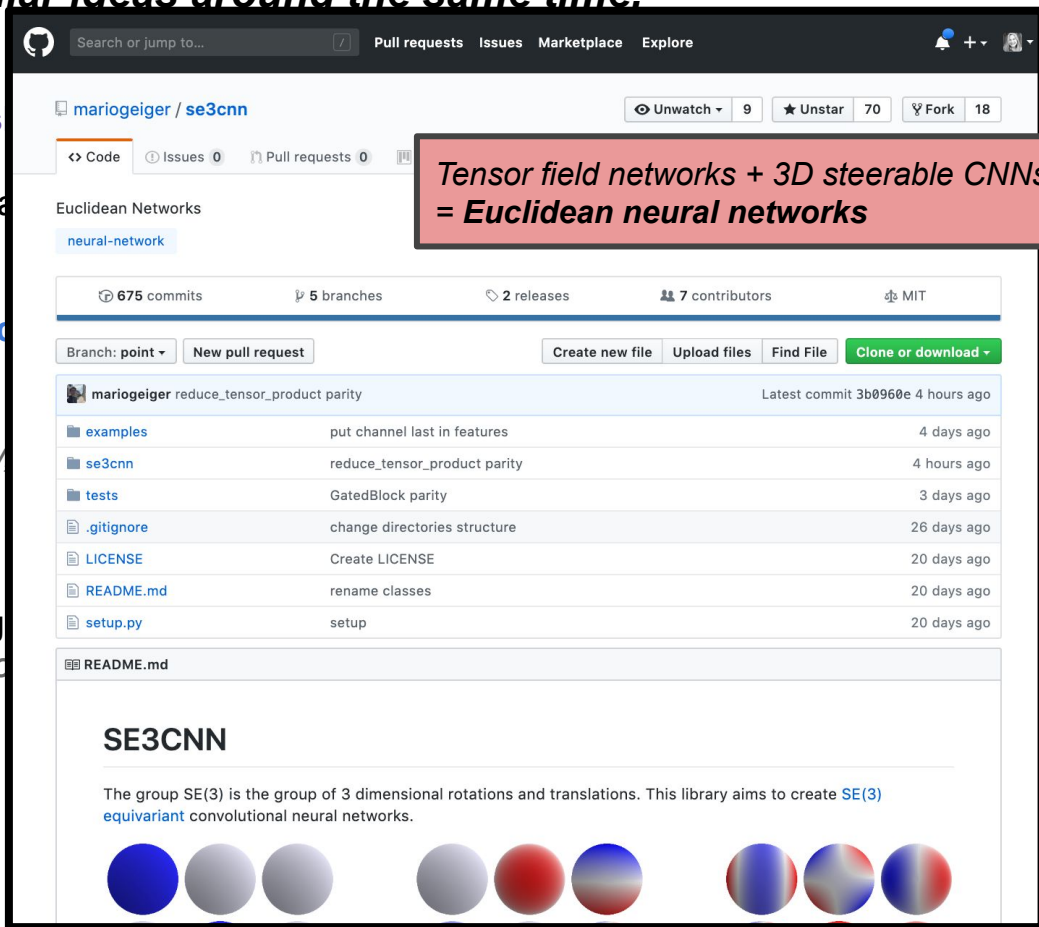 ideas around the same time.
Search or jump to... / Pull requests Issues Marketplace Explore
mariogeiger / se3cnn Unwatch 9 Unstar 70 Fork 18
Code Issues 0 Pull requests 0
Tensor field networks + 3D steerable CNNs
= Euclidean neural networks
Euclidean Networks
neural-network
675 commits 5 branches 2 releases 7 contributors MIT
Branch: point New pull request Create new file Upload files Find File Clone or download
mariogeiger reduce_tensor_product parity Latest commit 3b0960e 4 hours ago
examples put channel last in features 4 days ago
se3cnn reduce_tensor_product parity 4 hours ago
tests GatedBlock parity 3 days ago
.gitignore change directories structure 26 days ago
LICENSE Create LICENSE 20 days ago
README.md rename classes 20 days ago
setup.py setup 20 days ago
README.md
SE3CNN
The group SE(3) is the group of 3 dimensional rotations and translations. This library aims to create SE(3)
equivariant convolutional neural networks.